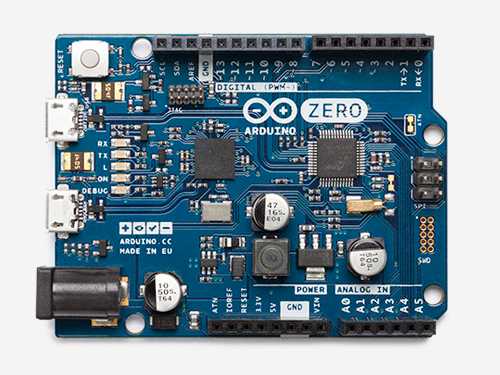 RESET
SCL
SDA
AREF
GND
~13
~12
~11
~10
~9
~8
7
~6
~5
~4
~3
2
TX→1
RX←0
DIGITAL (PWM~)
JTAG
ARDUINO
ZERO
RX
TX
L
ON
DEBUG
SPI
SWD
47
16S.
E04
ARDUINO.CC
MADE IN EU
10
50S.
T64
POWER
ANALOG IN
ATN
IOREF
RESET
3.3V
5V
GND
VIN
A0
A1
A2
A3
A4
A5